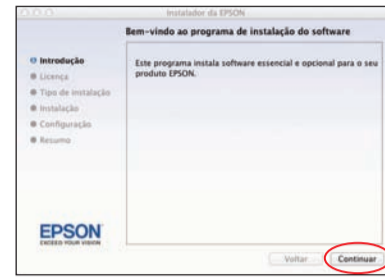 Instalador da EPSON
Bem-vindo ao programa de instalação do software
Introdução
Licença
Tipo de instalação
Instalação
Configuração
Resumo
Este programa instala software essencial e opcional para o seu
produto EPSON.
EPSON
EXCEED YOUR VISION
Voltar
Continuar